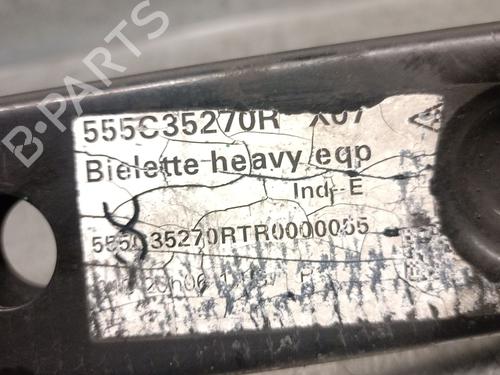 B-PARTS
555C35270R X07 A
Bielette heavy eqp
Ind-E
555C35270RTR0000055